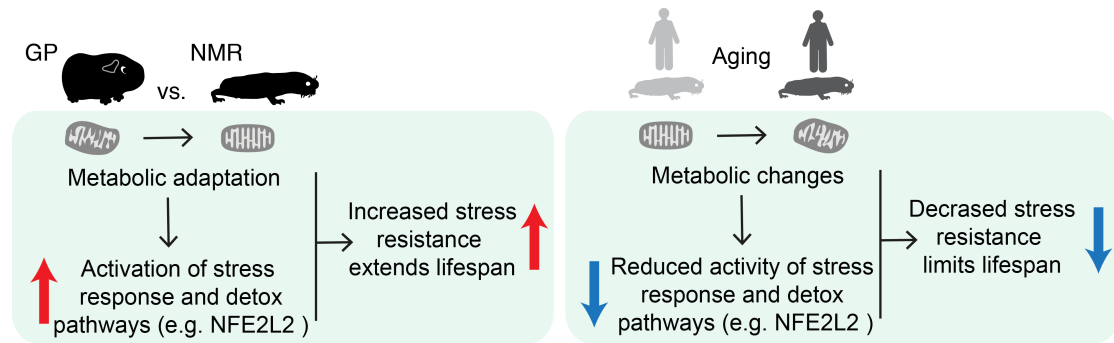 GP
NMR
vs.
Metabolic adaptation
Activation of stress
response and detox
pathways (e.g. NFE2L2 )
Increased stress
resistance
extends lifespan
Aging
Metabolic changes
Reduced activity of stress
response and detox
pathways (e.g. NFE2L2 )
Decrased stress
resistance
limits lifespan